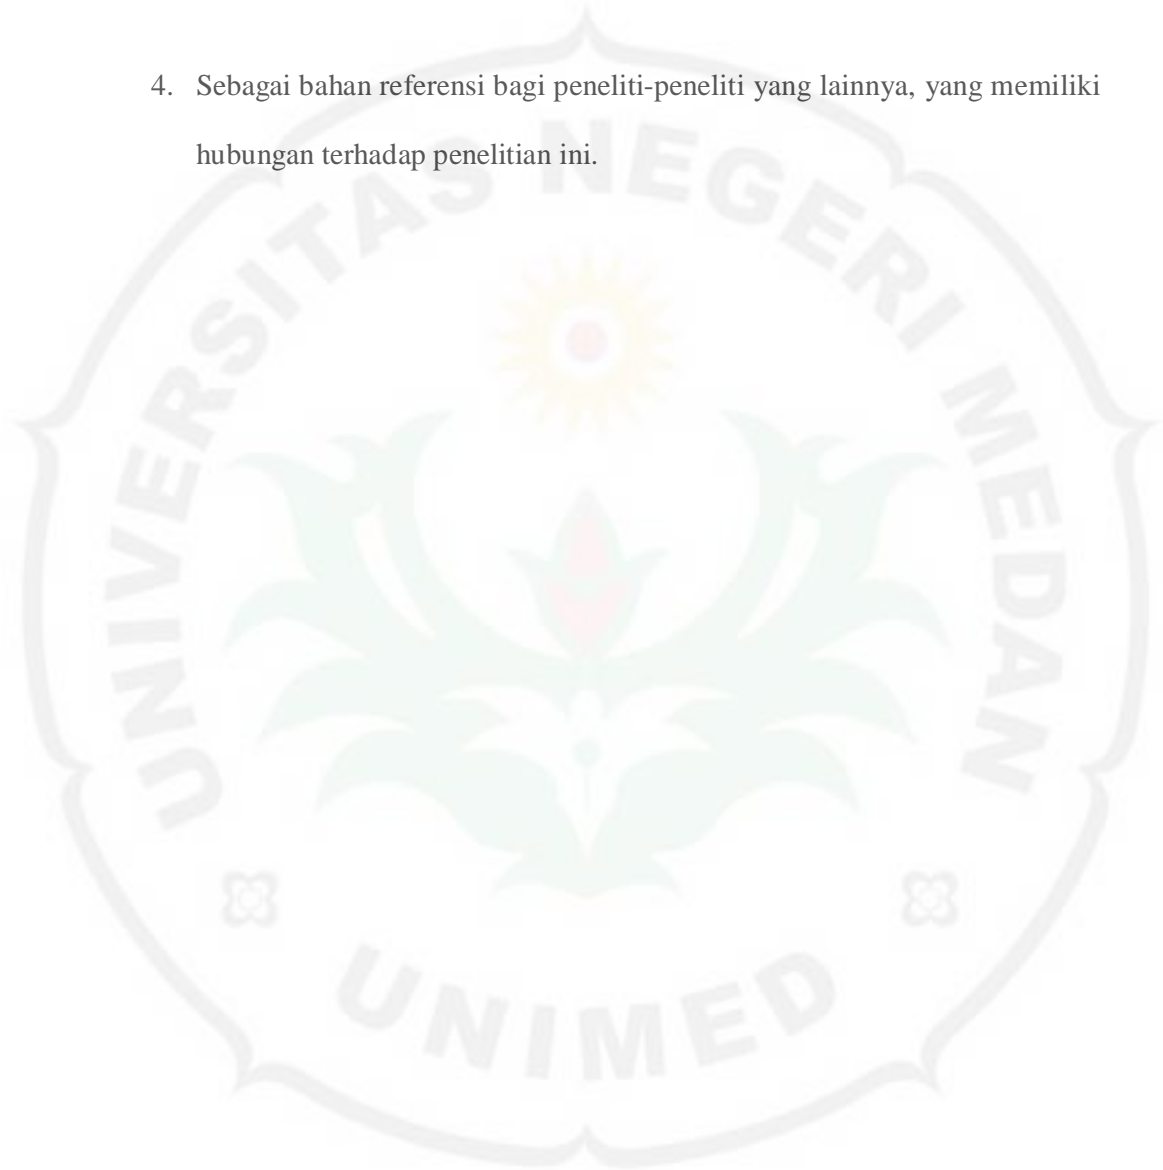 4. Sebagai bahan referensi bagi peneliti-peneliti yang lainnya, yang memiliki
hubungan terhadap penelitian ini.
UNIVERSITAS NEGERI MEDAN
UNIMED